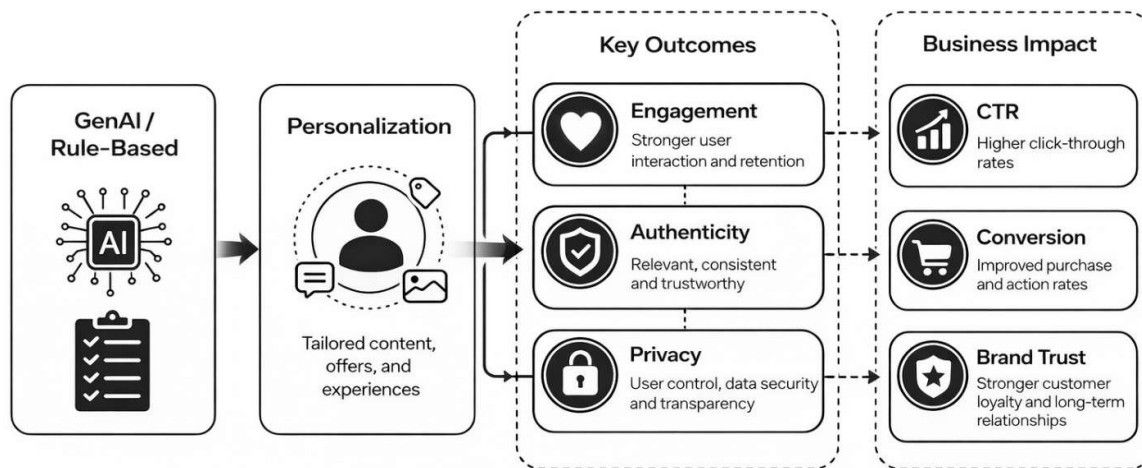 GenAI /
Rule-Based
AI
Personalization
Tailored content,
offers, and
experiences
Key Outcomes
Engagement
Stronger user
interaction and retention
Authenticity
Relevant, consistent
and trustworthy
Privacy
User control, data security
and transparency
Business Impact
CTR
Higher click-through
rates
Conversion
Improved purchase
and action rates
Brand Trust
Stronger customer
loyalty and long-term
relationships